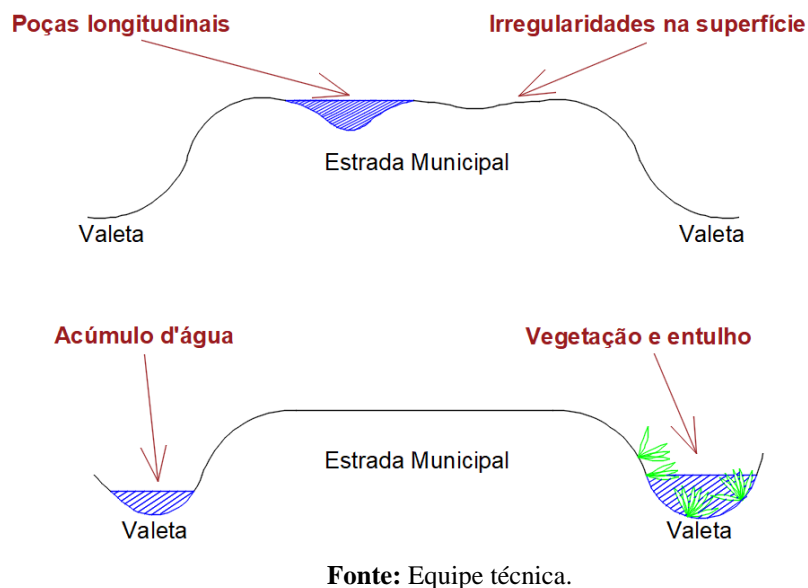 Poças longitudinais
Irregularidades na superfície
Estrada Municipal
Valeta
Valeta
Acúmulo d'água
Vegetação e entulho
Estrada Municipal
Valeta
Valeta
Fonte: Equipe técnica.